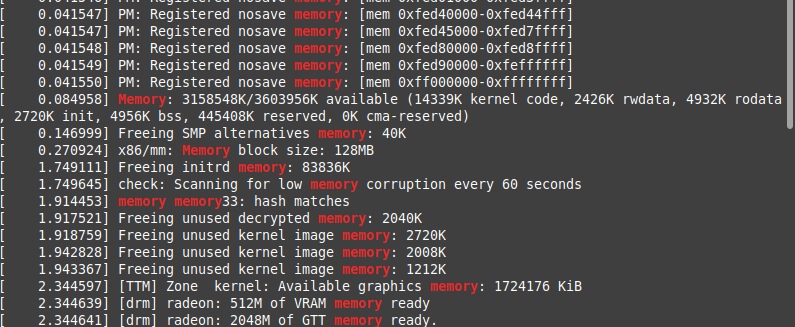 [    0.041547] PM: Registered nosave memory: [mem 0xfed40000-0xfed44fff]
[    0.041547] PM: Registered nosave memory: [mem 0xfed45000-0xfed7ffff]
[    0.041548] PM: Registered nosave memory: [mem 0xfed80000-0xfed8ffff]
[    0.041549] PM: Registered nosave memory: [mem 0xfed90000-0xfeffffff]
[    0.041550] PM: Registered nosave memory: [mem 0xff000000-0xffffffff]
[    0.084958] Memory: 3158548K/3603956K available (14339K kernel code, 2426K rwdata, 4932K rodata
, 2720K init, 4956K bss, 445408K reserved, 0K cma-reserved)
[    0.146999] Freeing SMP alternatives memory: 40K
[    0.270924] x86/mm: Memory block size: 128MB
[    1.749111] Freeing initrd memory: 83836K
[    1.749645] check: Scanning for low memory corruption every 60 seconds
[    1.914453] memory memory33: hash matches
[    1.917521] Freeing unused decrypted memory: 2040K
[    1.918759] Freeing unused kernel image memory: 2720K
[    1.942828] Freeing unused kernel image memory: 2008K
[    1.943367] Freeing unused kernel image memory: 1212K
[    2.344597] [TTM] Zone  kernel: Available graphics memory: 1724176 KiB
[    2.344639] [drm] radeon: 512M of VRAM memory ready
[    2.344641] [drm] radeon: 2048M of GTT memory ready.